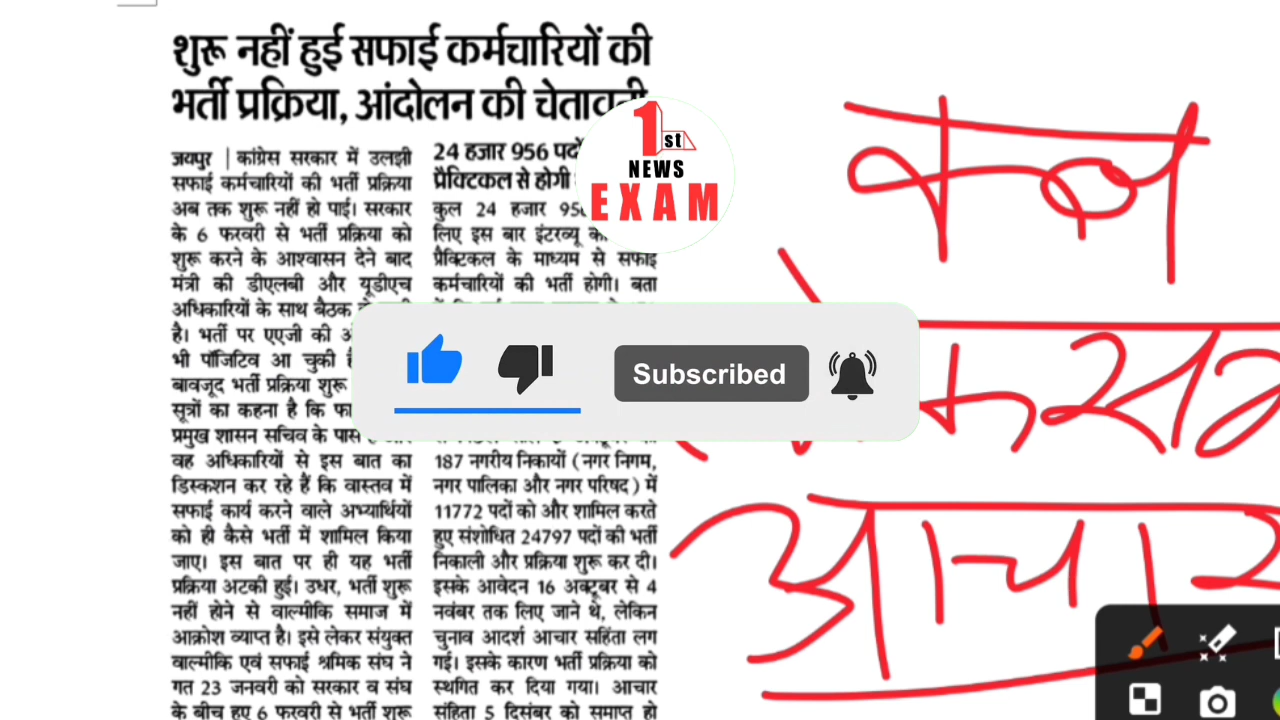 शुरू नहीं हुई सफाई कर्मचारियों की
भर्ती प्रक्रिया, आंदोलन की चेतावनी
जयपुर | कांग्रेस सरकार में उलझी
सफाई कर्मचारियों की भर्ती प्रक्रिया
अब तक शुरू नहीं हो पाई। सरकार
के 6 फरवरी से भर्ती प्रक्रिया को
शुरू करने के आश्वासन देने बाद
मंत्री की डीएलबी और यूडीएच
अधिकारियों के साथ बैठक
है। भर्ती पर एएजी की
भी पॉजिटिव आ चुकी
बावजूद भर्ती प्रक्रिया शुरू
सूत्रों का कहना है कि
प्रमुख शासन सचिव के पास
वह अधिकारियों से इस बात का
डिस्कशन कर रहे हैं कि वास्तव में
सफाई कार्य करने वाले अभ्यार्थियों
को ही कैसे भर्ती में शामिल किया
जाए। इस बात पर ही यह भर्ती
प्रक्रिया अटकी हुई। उधर, भर्ती शुरू
नहीं होने से वाल्मीकि समाज में
आक्रोश व्याप्त है। इसे लेकर संयुक्त
वाल्मीकि एवं सफाई श्रमिक संघ ने
गत 23 जनवरी को सरकार व संघ
के बीच हुए 6 फरवरी से भर्ती शुरू
24 हजार 956 पदों
प्रैक्टिकल से होगी
कुल 24 हजार
लिए इस बार इंटरव्यू
प्रैक्टिकल के माध्यम से सफाई
कर्मचारियों की भर्ती होगी। बता
187 नगरीय निकायों (नगर निगम,
नगर पालिका और नगर परिषद) में
11772 पदों को और शामिल करते
हुए संशोधित 24797 पदों की भर्ती
निकाली और प्रक्रिया शुरू कर दी।
इसके आवेदन 16 अक्टूबर से 4
नवंबर तक लिए जाने थे, लेकिन
चुनाव आदर्श आचार सहिंता लग
गई। इसके कारण भर्ती प्रक्रिया को
स्थगित कर दिया गया। आचार
संहिता 5 दिसंबर को समाप्त हो
1st
NEWS
EXAM
Subscribed